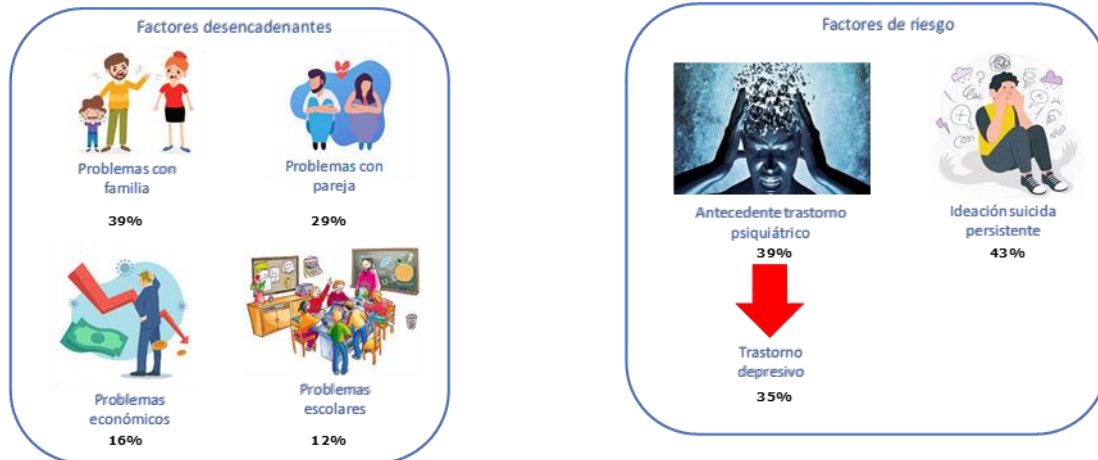 Factores desencadenantes
Problemas con
familia
39%
Problemas con
pareja
29%
Problemas
económicos
16%
Problemas
escolares
12%
Factores de riesgo
Antecedente trastorno
psiquiátrico
39%
Ideación suicida
persistente
43%
Trastorno
depresivo
35%